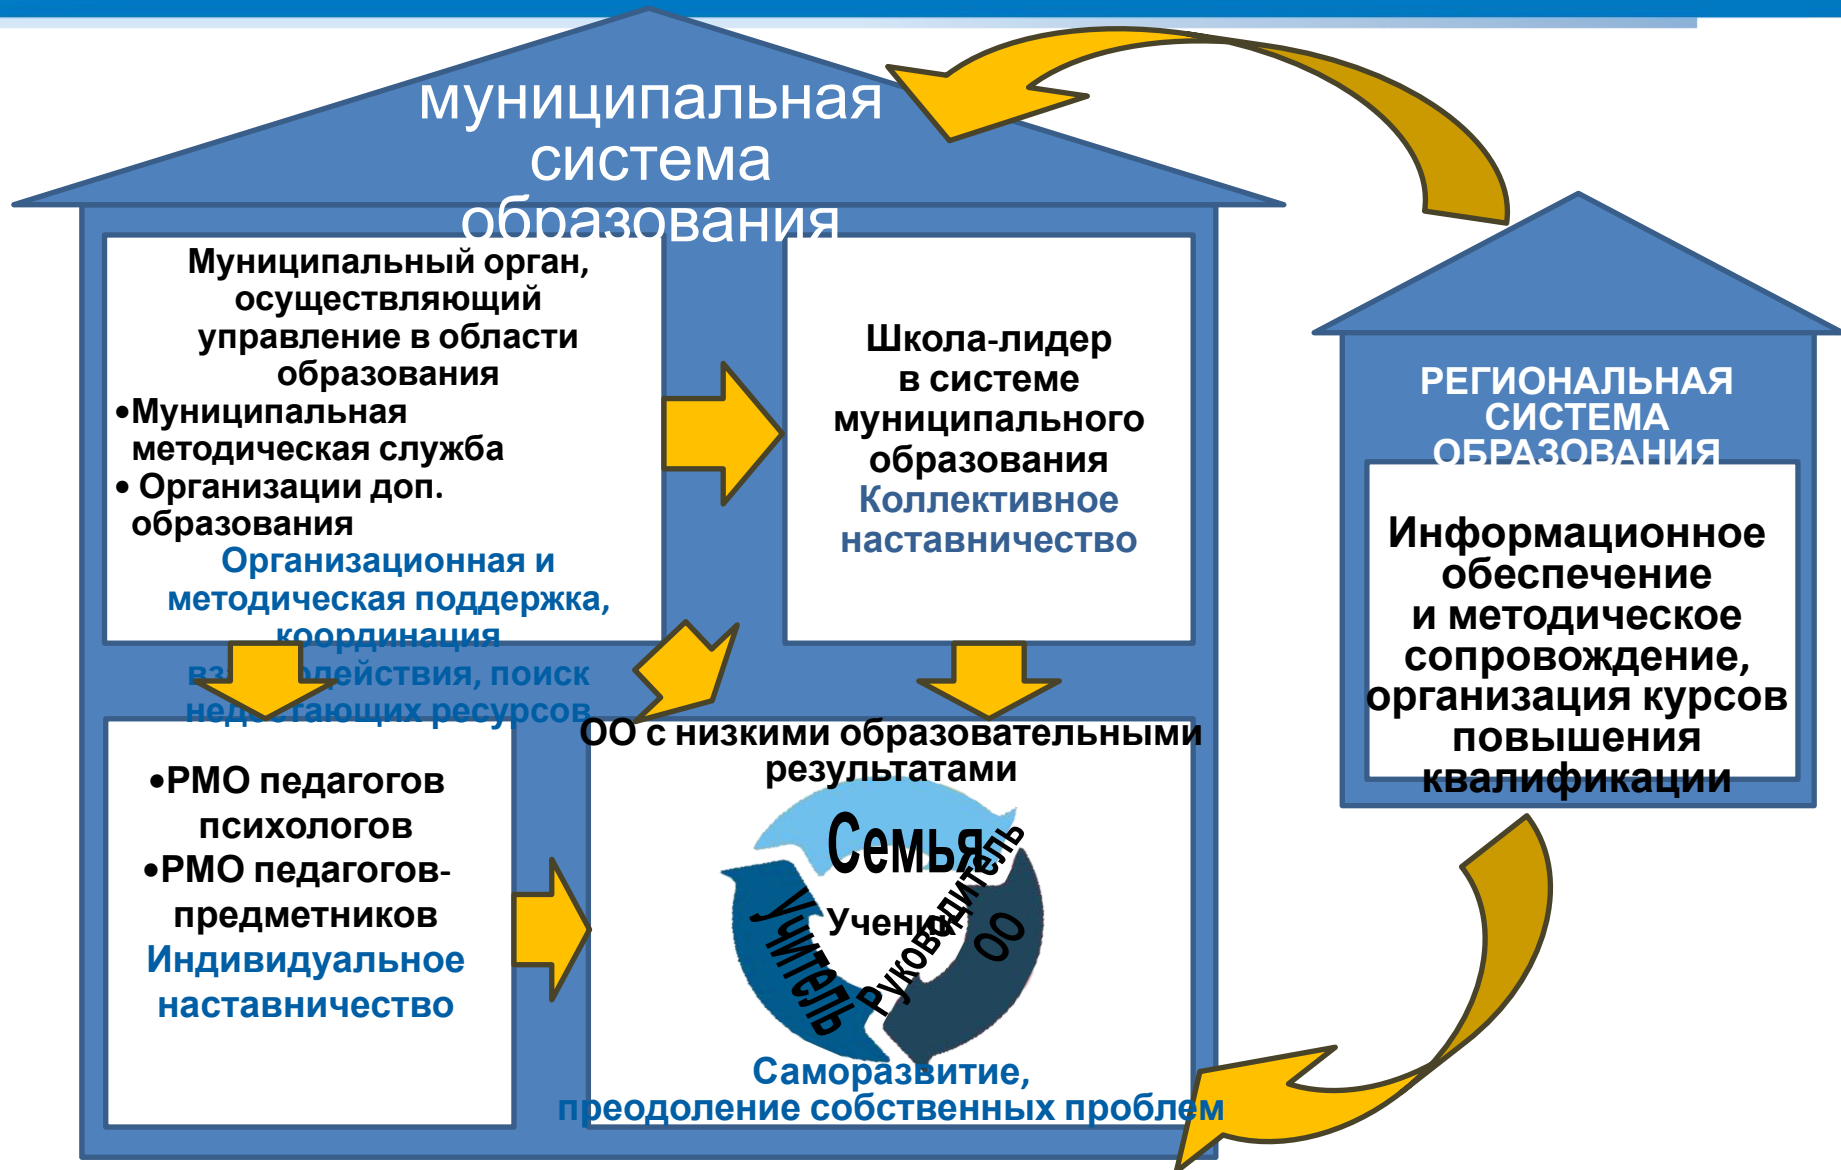 муниципальная
система
образования
Муниципальный орган,
осуществляющий
управление в области
образования
•Муниципальная
методическая служба
• Организации доп.
образования
Организационная и
методическая поддержка,
координация
взаимодействия, поиск
недостающих ресурсов
Школа-лидер
в системе
муниципального
образования
Коллективное
наставничество
•РМО педагогов
психологов
•РМО педагогов-
предметников
Индивидуальное
наставничество
ОО с низкими образовательными
результатами
Семья
Учитель
Ученик
Руководитель
ОО
Саморазвитие,
преодоление собственных проблем
РЕГИОНАЛЬНАЯ
СИСТЕМА
ОБРАЗОВАНИЯ
Информационное
обеспечение
и методическое
сопровождение,
организация курсов
повышения
квалификации